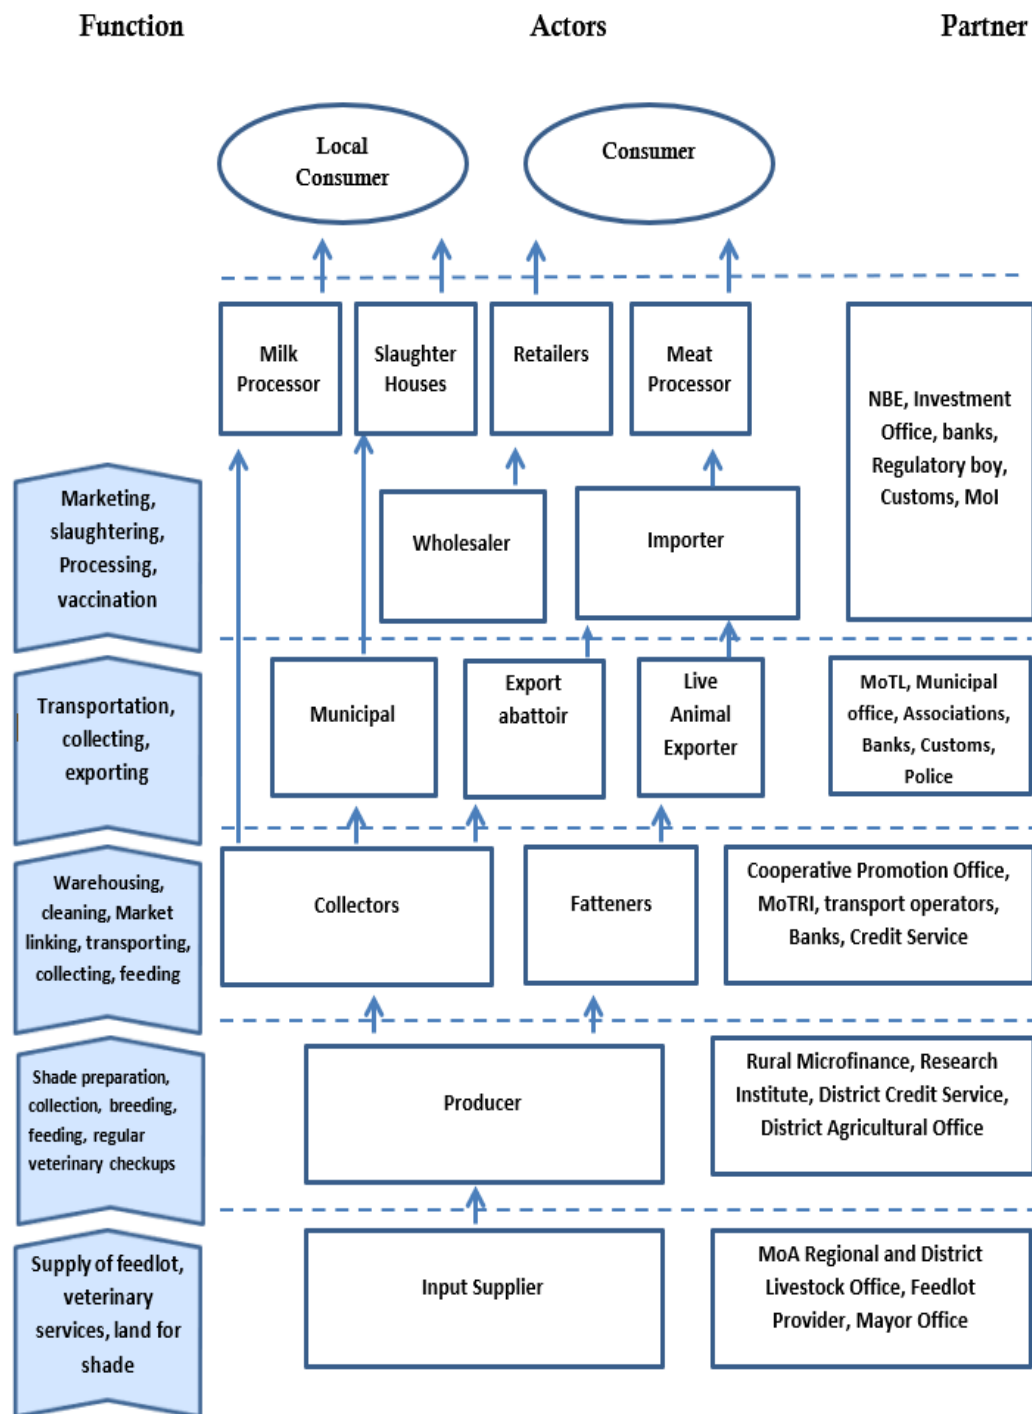 Function
Actors
Partner
Local
Consumer
Consumer
Milk
Processor
Slaughter
Houses
Retailers
Meat
Processor
NBE, Investment
Office, banks,
Regulatory boy,
Customs, MoI
Marketing,
slaughtering,
Processing,
vaccination
Wholesaler
Importer
Transportation,
collecting,
exporting
Municipal
Export
abattoir
Live
Animal
Exporter
MoTL, Municipal
office, Associations,
Banks, Customs,
Police
Warehousing,
cleaning, Market
linking, transporting,
collecting, feeding
Collectors
Fatteners
Cooperative Promotion Office,
MoTRI, transport operators,
Banks, Credit Service
Shade preparation,
collection, breeding,
feeding, regular
veterinary checkups
Producer
Rural Microfinance, Research
Institute, District Credit Service,
District Agricultural Office
Supply of feedlot,
veterinary
services, land for
shade
Input Supplier
MoA Regional and District
Livestock Office, Feedlot
Provider, Mayor Office